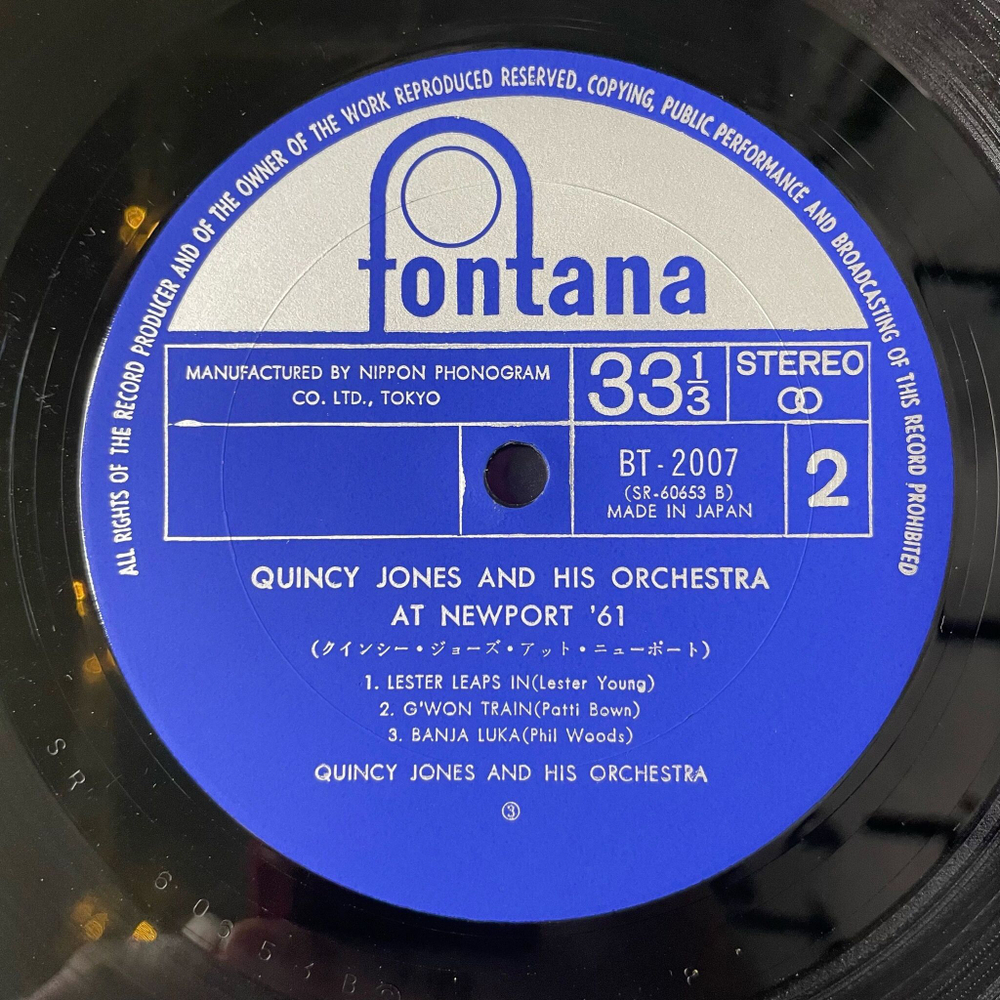 ALL RIGHTS OF THE RECORD PRODUCER AND OF THE OWNER OF THE WORK REPRODUCED RESERVED. COPYING, PUBLIC PERFORMANCE AND BROADCASTING OF THIS RECORD PROHIBITED
fontana
MANUFACTURED BY NIPPON PHONOGRAM
CO. LTD., TOKYO
33 1/3
STEREO
BT-2007
(SR-60653 B)
MADE IN JAPAN
2
QUINCY JONES AND HIS ORCHESTRA
AT NEWPORT '61
(クインシー・ジョーズ・アット・ニューポート)
1. LESTER LEAPS IN(Lester Young)
2. G'WON TRAIN(Patti Bown)
3. BANJA LUKA(Phil Woods)
QUINCY JONES AND HIS ORCHESTRA
③
SR
60653B